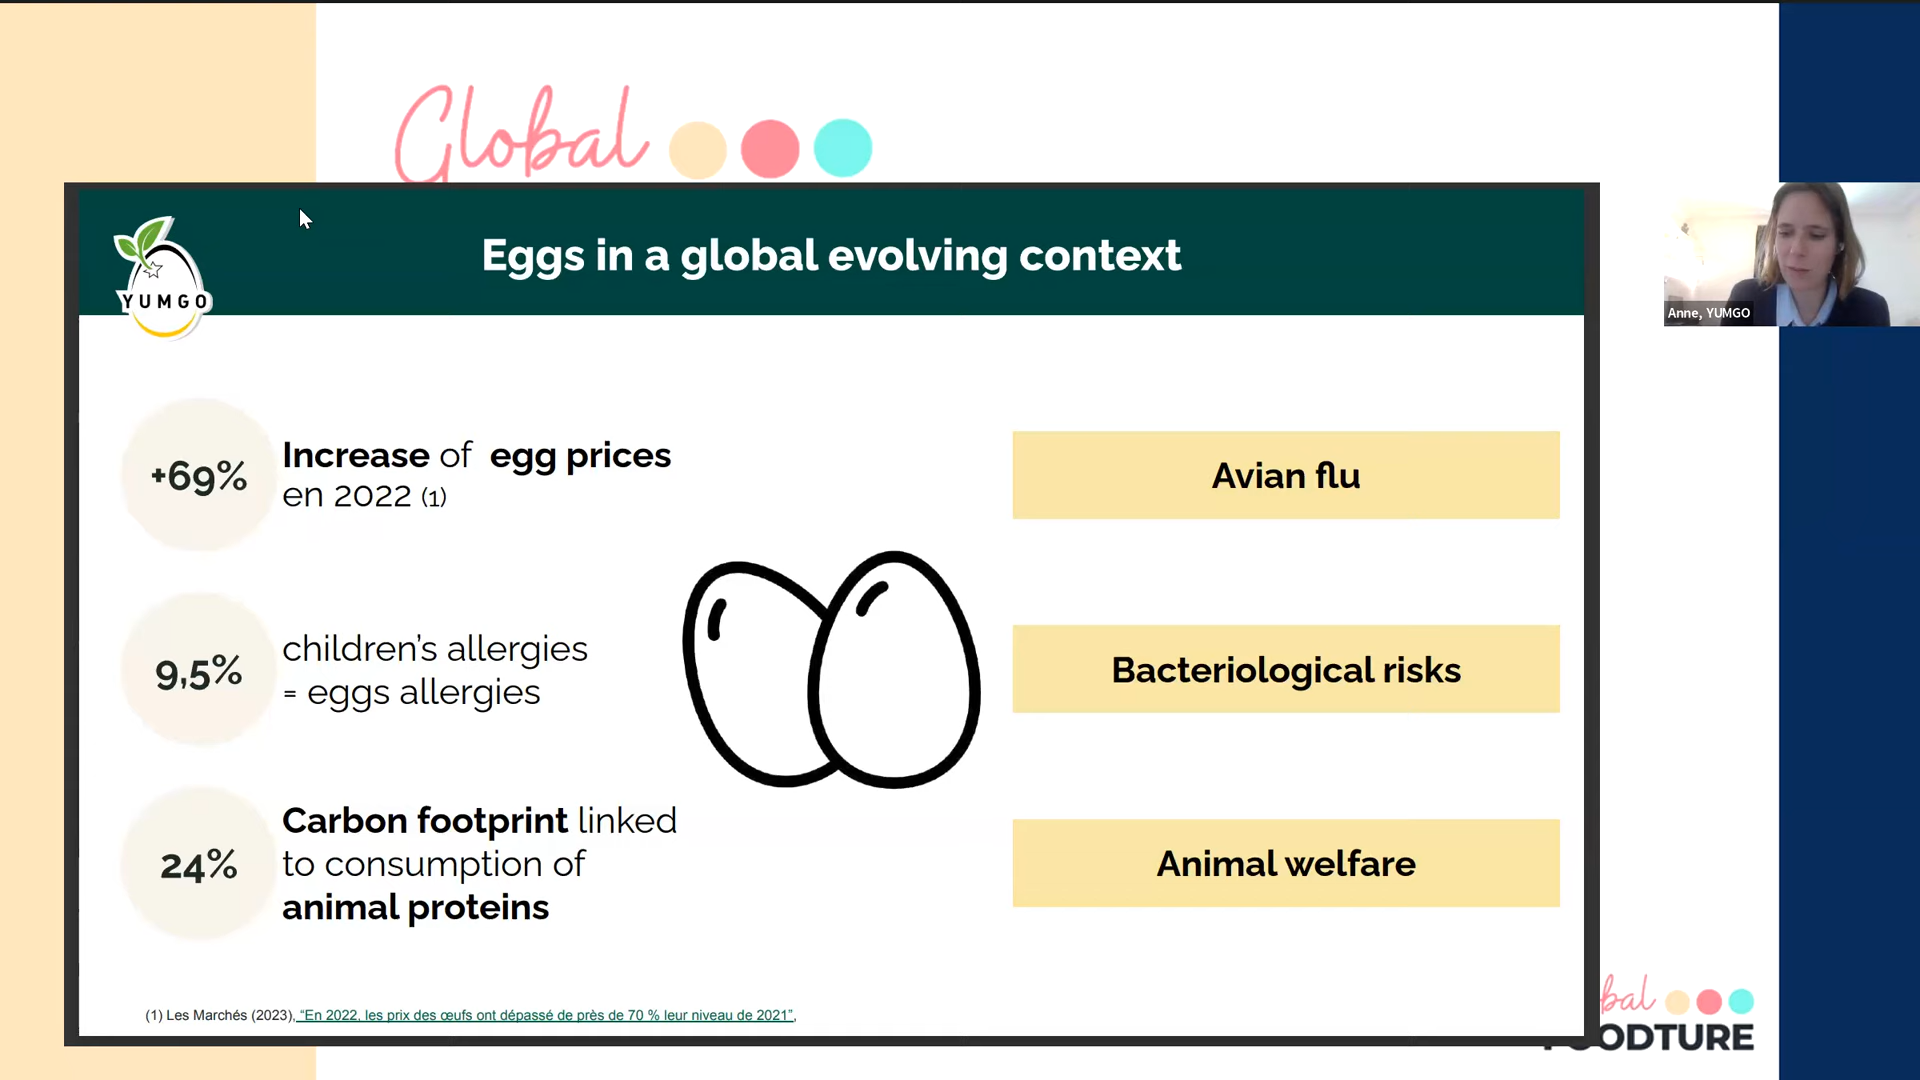 Global
YUMGO
Eggs in a global evolving context
Anne, YUMGO
+69%
Increase of egg prices
en 2022 (1)
Avian flu
9,5%
children's allergies
= eggs allergies
Bacteriological risks
24%
Carbon footprint linked
to consumption of
animal proteins
Animal welfare
(1) Les Marchés (2023), “En 2022, les prix des œufs ont dépassé de près de 70 % leur niveau de 2021”,
bal
OODTURE